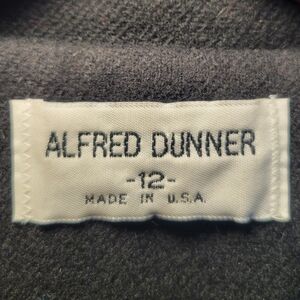 ALFRED DUNNER
-12-
MADE IN U.S.A.